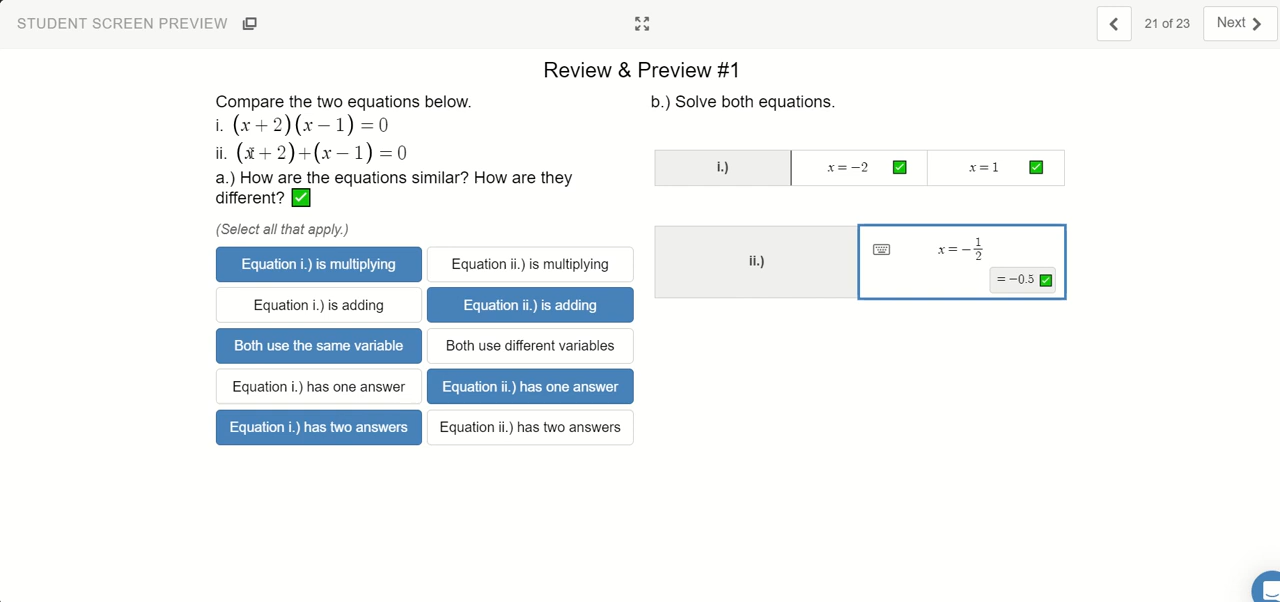 STUDENT SCREEN PREVIEW
21 of 23
Next
Review & Preview #1
Compare the two equations below.
i. (x + 2)(x − 1) = 0
ii. (x + 2)+(x − 1) = 0
a.) How are the equations similar? How are they
different?
(Select all that apply.)
Equation i.) is multiplying
Equation ii.) is multiplying
Equation i.) is adding
Equation ii.) is adding
Both use the same variable
Both use different variables
Equation i.) has one answer
Equation ii.) has one answer
Equation i.) has two answers
Equation ii.) has two answers
b.) Solve both equations.
i.)
x = −2
x = 1
ii.)
x = −1/2
= −0.5